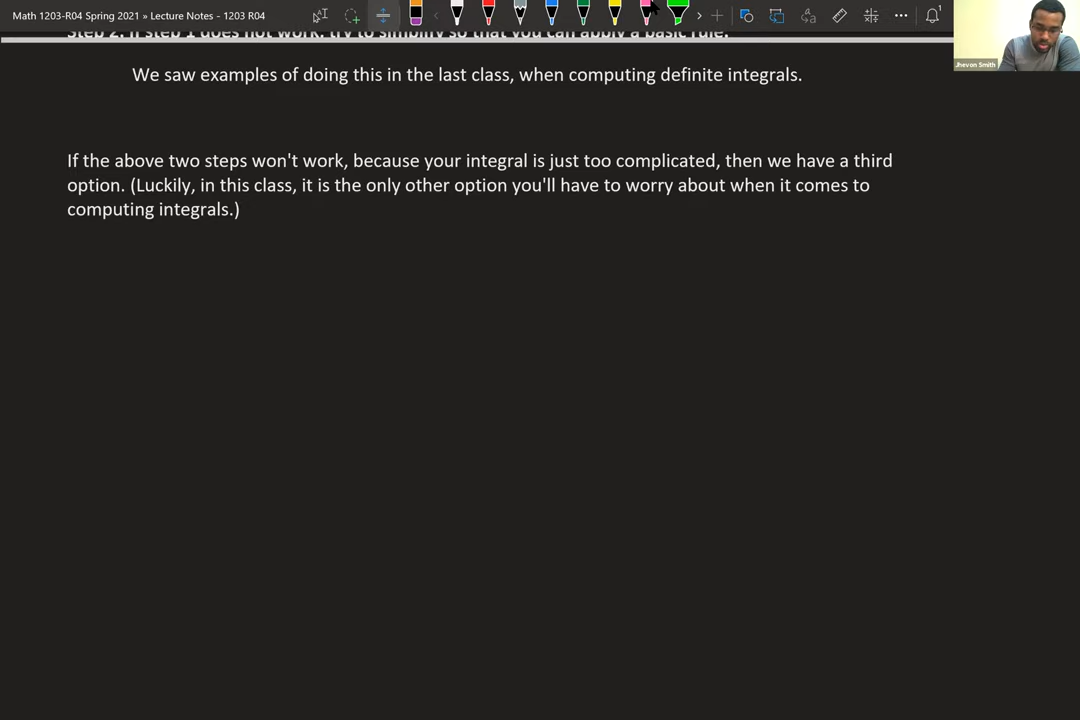 Math 1203-R04 Spring 2021 » Lecture Notes - 1203 R04
Jhevon Smith
Step 2: If step 1 does not work, try to simplify so that you can apply a basic rule.
We saw examples of doing this in the last class, when computing definite integrals.
If the above two steps won't work, because your integral is just too complicated, then we have a third
option. (Luckily, in this class, it is the only other option you'll have to worry about when it comes to
computing integrals.)